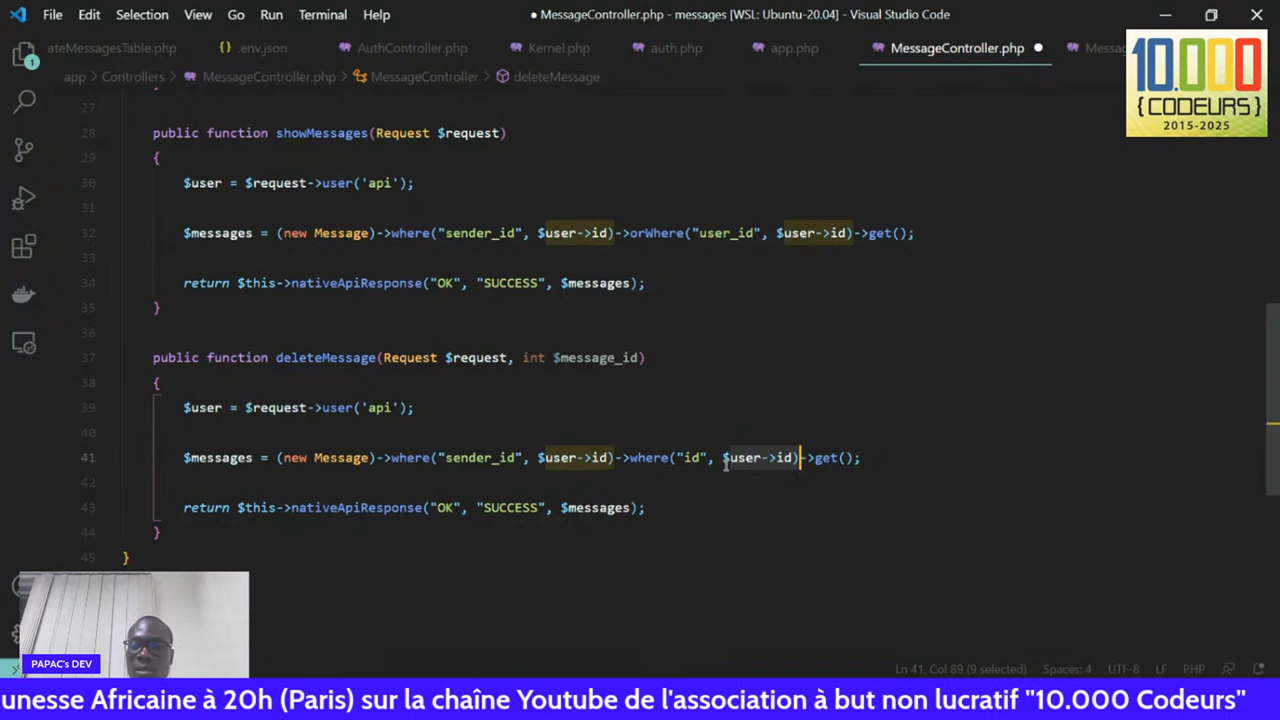 File Edit Selection View Go Run Terminal Help
● MessageController.php - messages [WSL: Ubuntu-20.04] - Visual Studio Code
ateMessagesTable.php {} .env.json AuthController.php Kernel.php auth.php app.php MessageController.php ● Messa
1
app > Controllers > MessageController.php > MessageController > deleteMessage
10.000
{CODEURS}
2015-2025
27 }
28 public function showMessages(Request $request)
29 {
30 $user = $request->user('api');
31
32 $messages = (new Message)->where("sender_id", $user->id)->orWhere("user_id", $user->id)->get();
33
34 return $this->nativeApiResponse("OK", "SUCCESS", $messages);
35 }
36
37 public function deleteMessage(Request $request, int $message_id)
38 {
39 $user = $request->user('api');
40
41 $messages = (new Message)->where("sender_id", $user->id)->where("id", $user->id)->get();
42
43 return $this->nativeApiResponse("OK", "SUCCESS", $messages);
44 }
45 }
PAPAC's DEV
Ln 41, Col 89 (9 selected) Spaces: 4 UTF-8 LF PHP
unesse Africaine à 20h (Paris) sur la chaîne Youtube de l'association à but non lucratif "10.000 Codeurs"